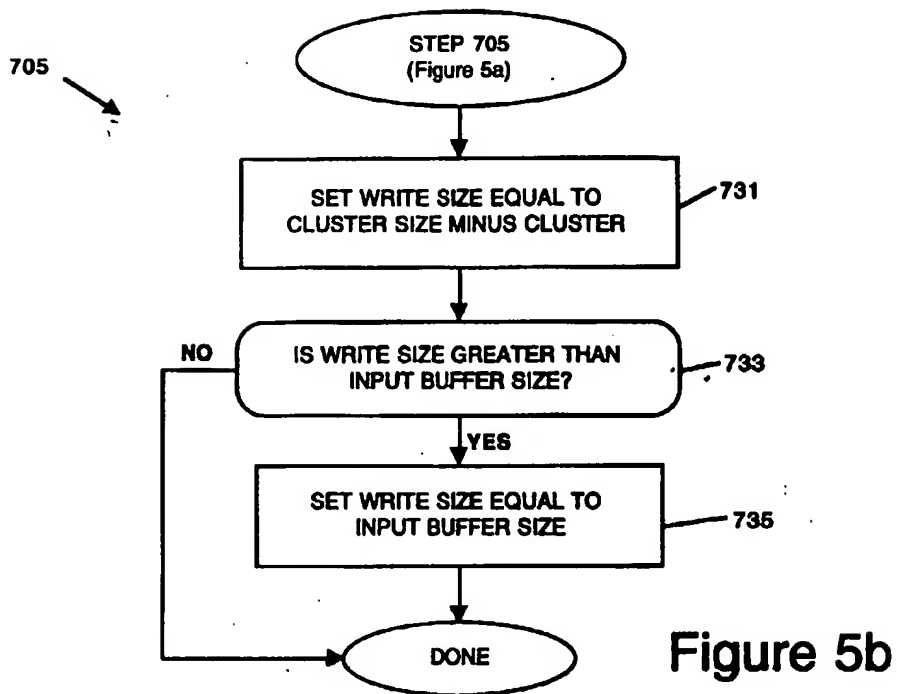 STEP 705
(Figure 5a)
705
SET WRITE SIZE EQUAL TO
CLUSTER SIZE MINUS CLUSTER
731
NO
IS WRITE SIZE GREATER THAN
INPUT BUFFER SIZE?
733
YES
SET WRITE SIZE EQUAL TO
INPUT BUFFER SIZE
735
DONE
Figure 5b